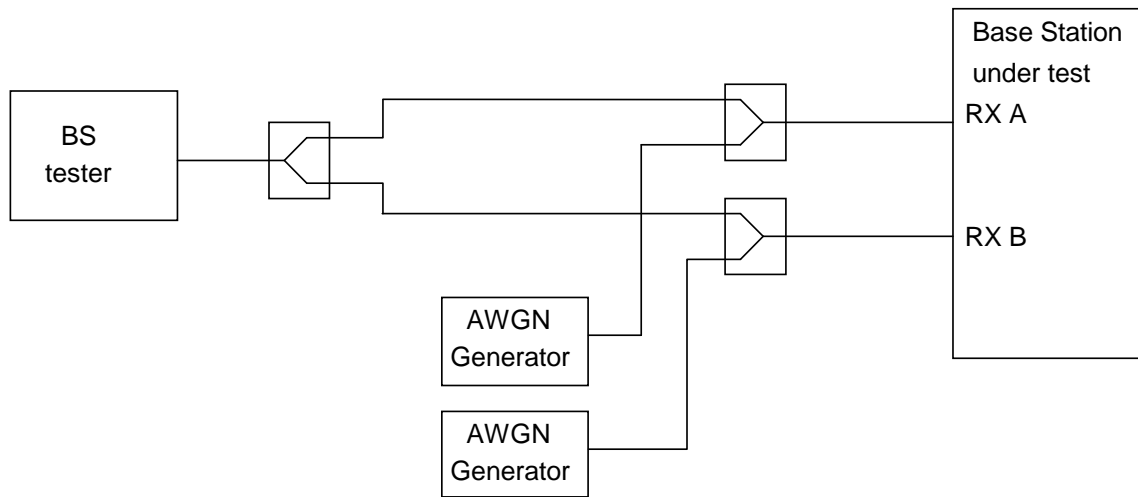 BS
tester
Base Station
under test
RX A
RX B
AWGN
Generator
AWGN
Generator